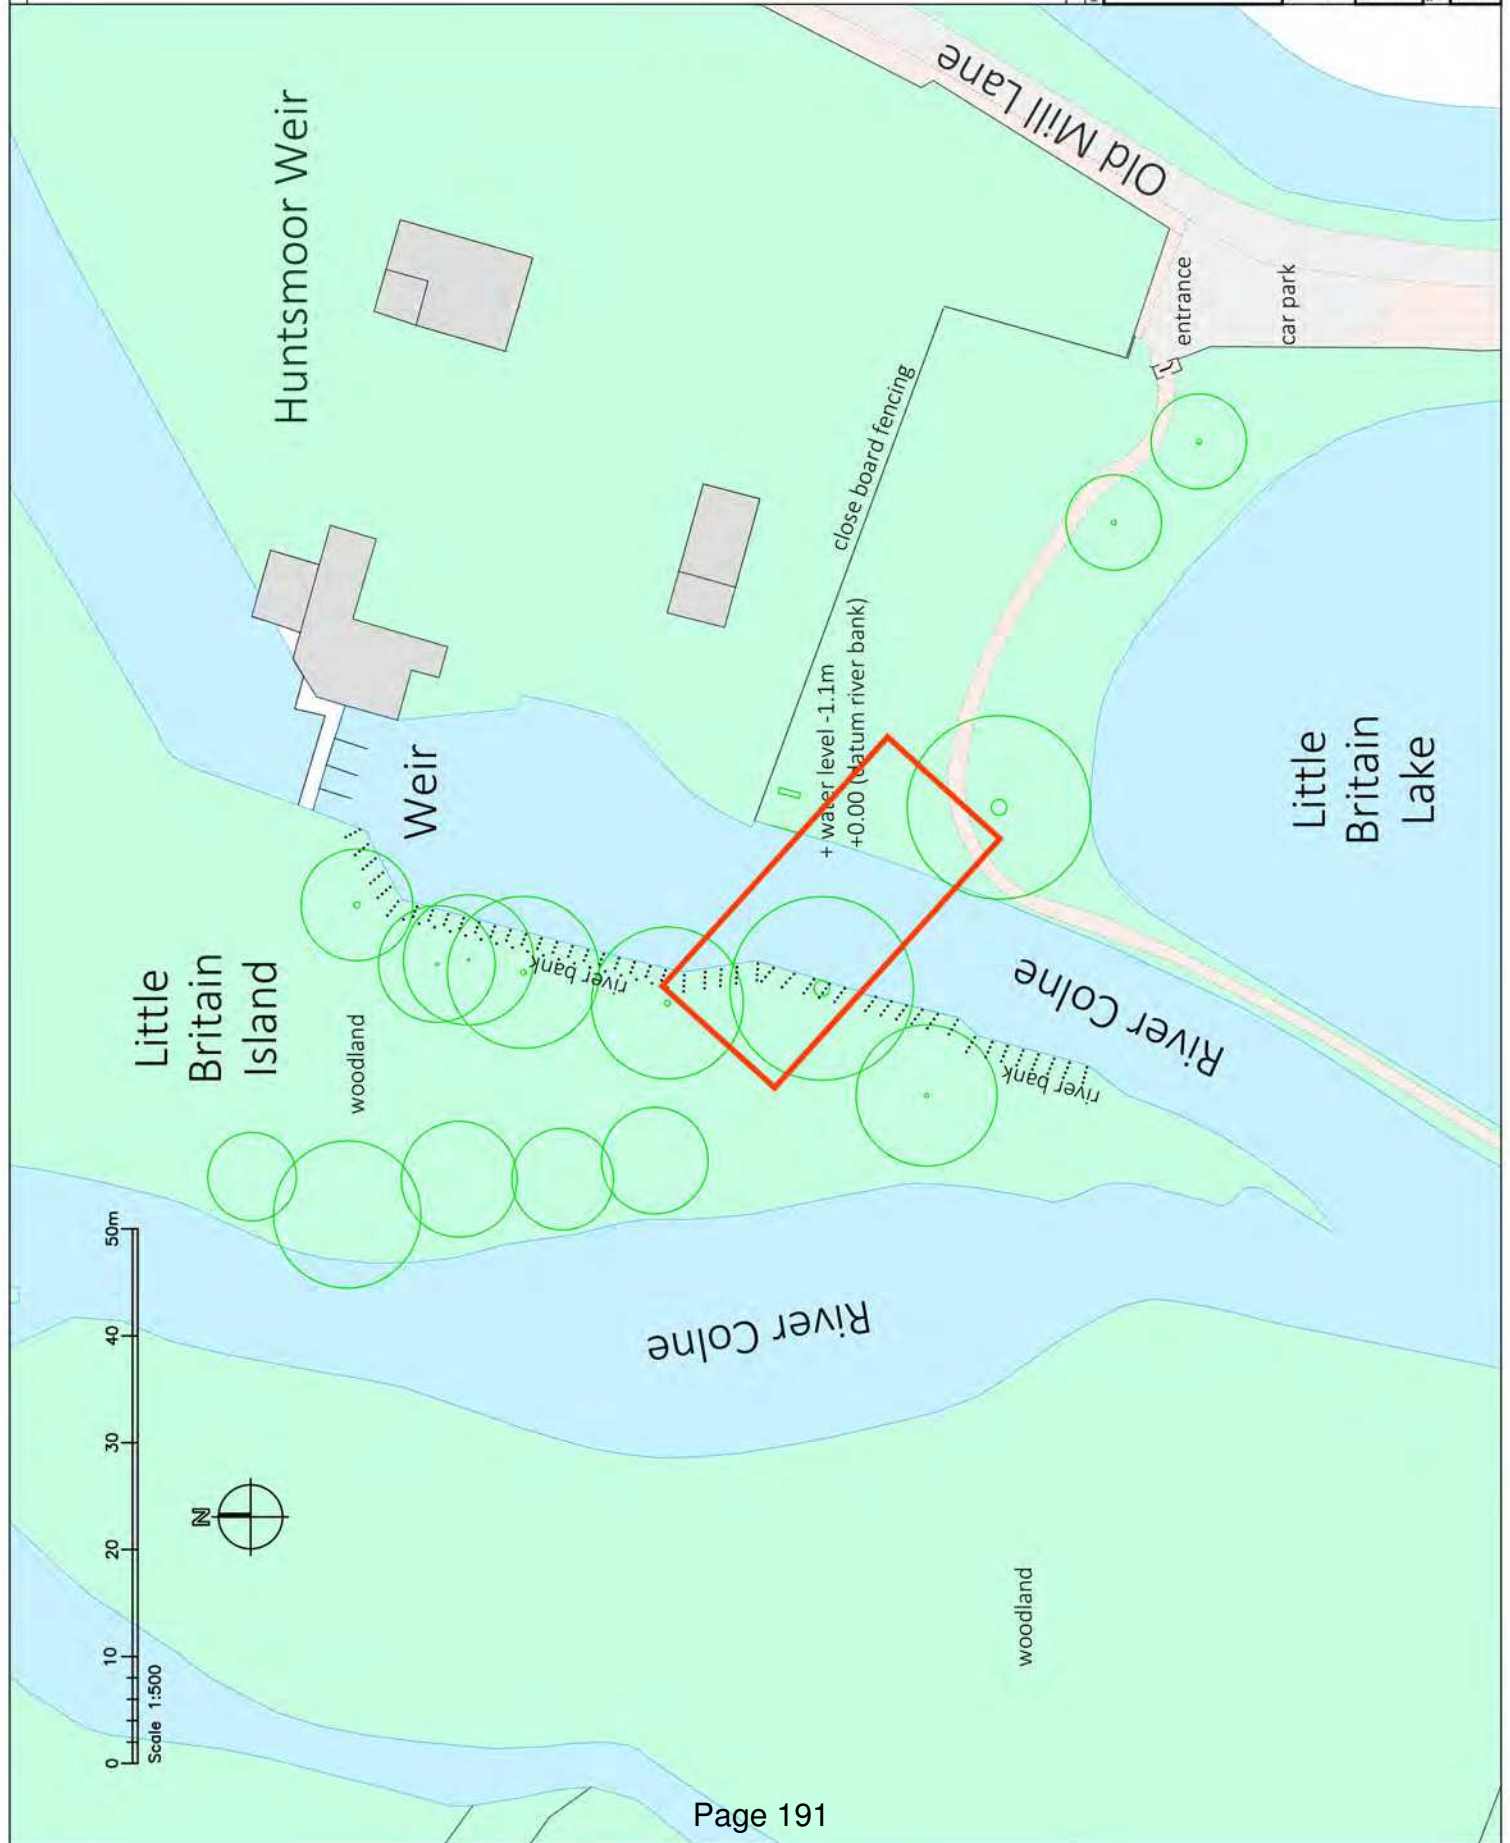 Huntsmoor Weir
Old Mill Lane
entrance
car park
close board fencing
+ water level -1.1m
+0.00 (datum river bank)
Weir
Little
Britain
Lake
Little
Britain
Island
woodland
river bank
river bank
River Colne
River Colne
woodland
N
0 10 20 30 40 50m
Scale 1:500
Page 191